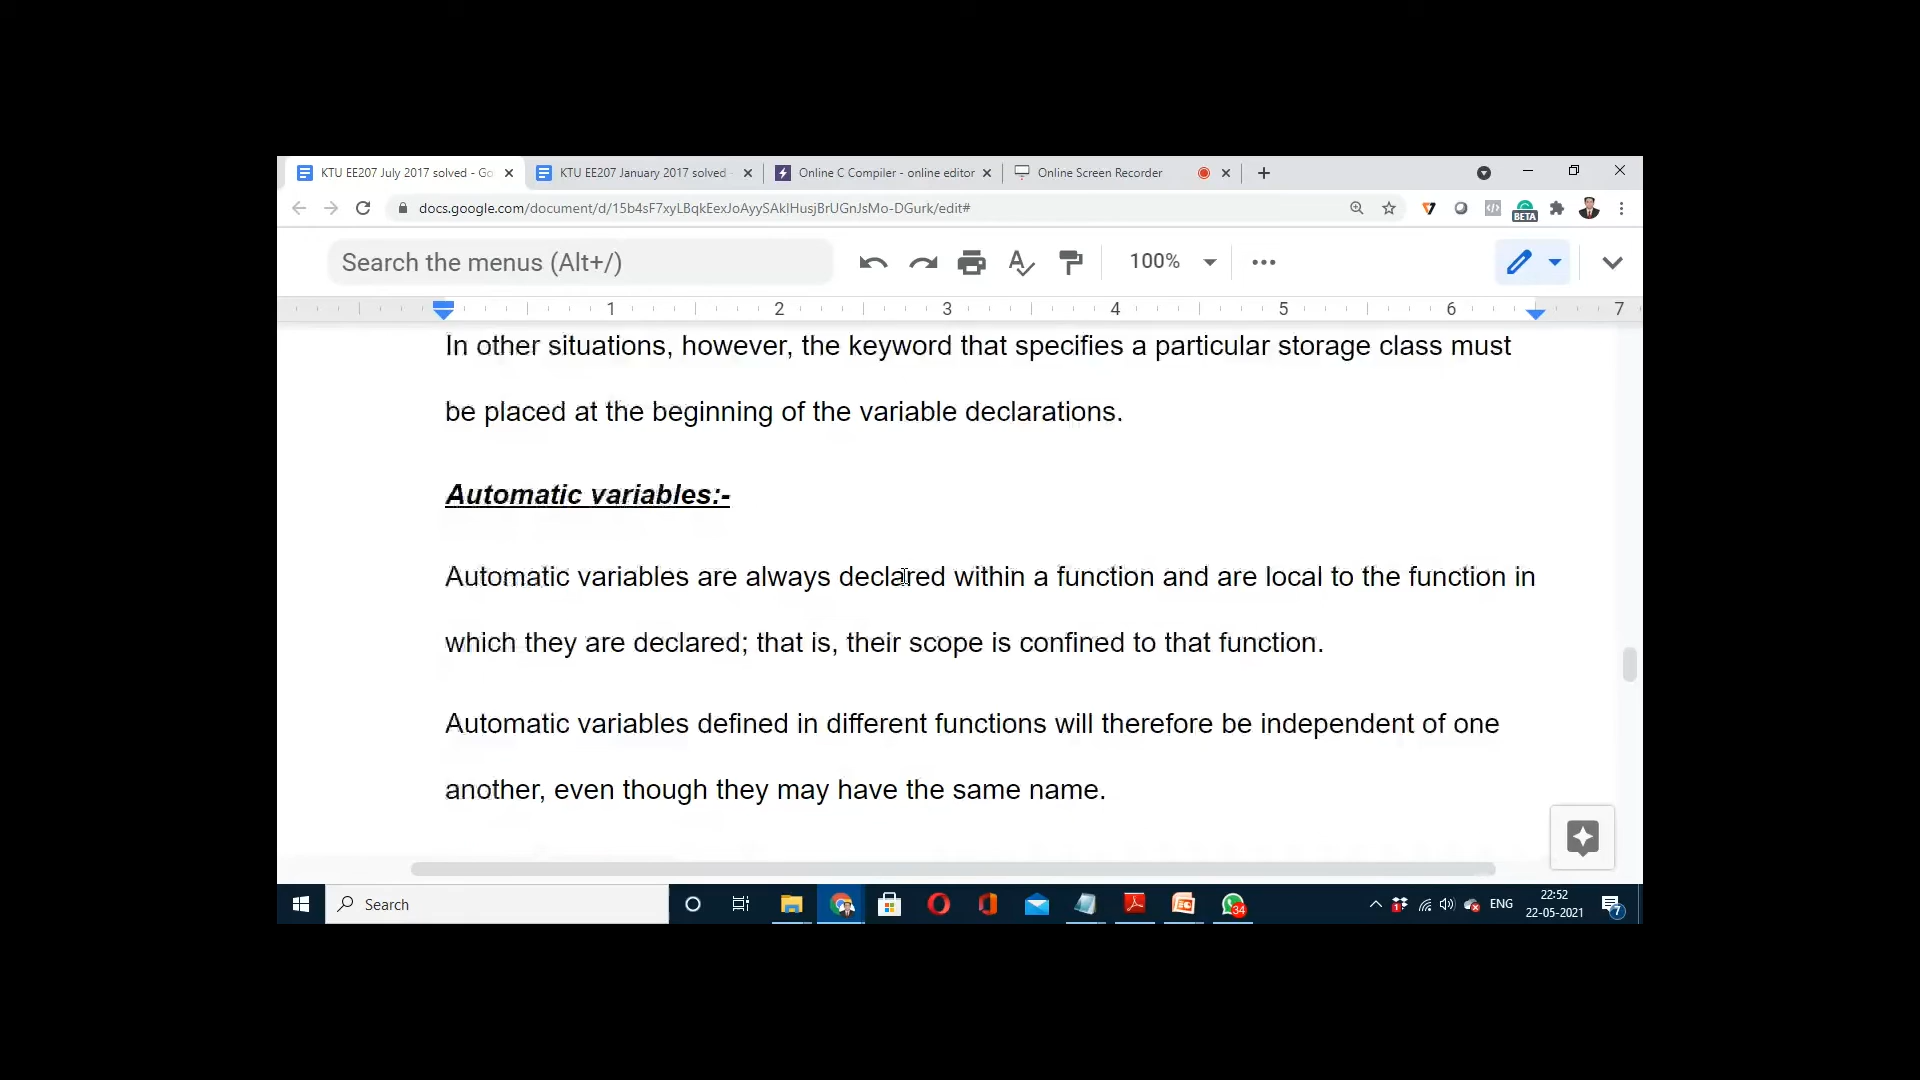 KTU EE207 July 2017 solved - Go
KTU EE207 January 2017 solved -
Online C Compiler - online editor
Online Screen Recorder
docs.google.com/document/d/15b4sF7xyLBqkEexJoAyySAkIHusjBrUGnJsMo-DGurk/edit#
BETA
Search the menus (Alt+/)
100%
1 2 3 4 5 6 7
In other situations, however, the keyword that specifies a particular storage class must
be placed at the beginning of the variable declarations.
Automatic variables:-
Automatic variables are always declared within a function and are local to the function in
which they are declared; that is, their scope is confined to that function.
Automatic variables defined in different functions will therefore be independent of one
another, even though they may have the same name.
Search
34
1
ENG
22:52
22-05-2021
7